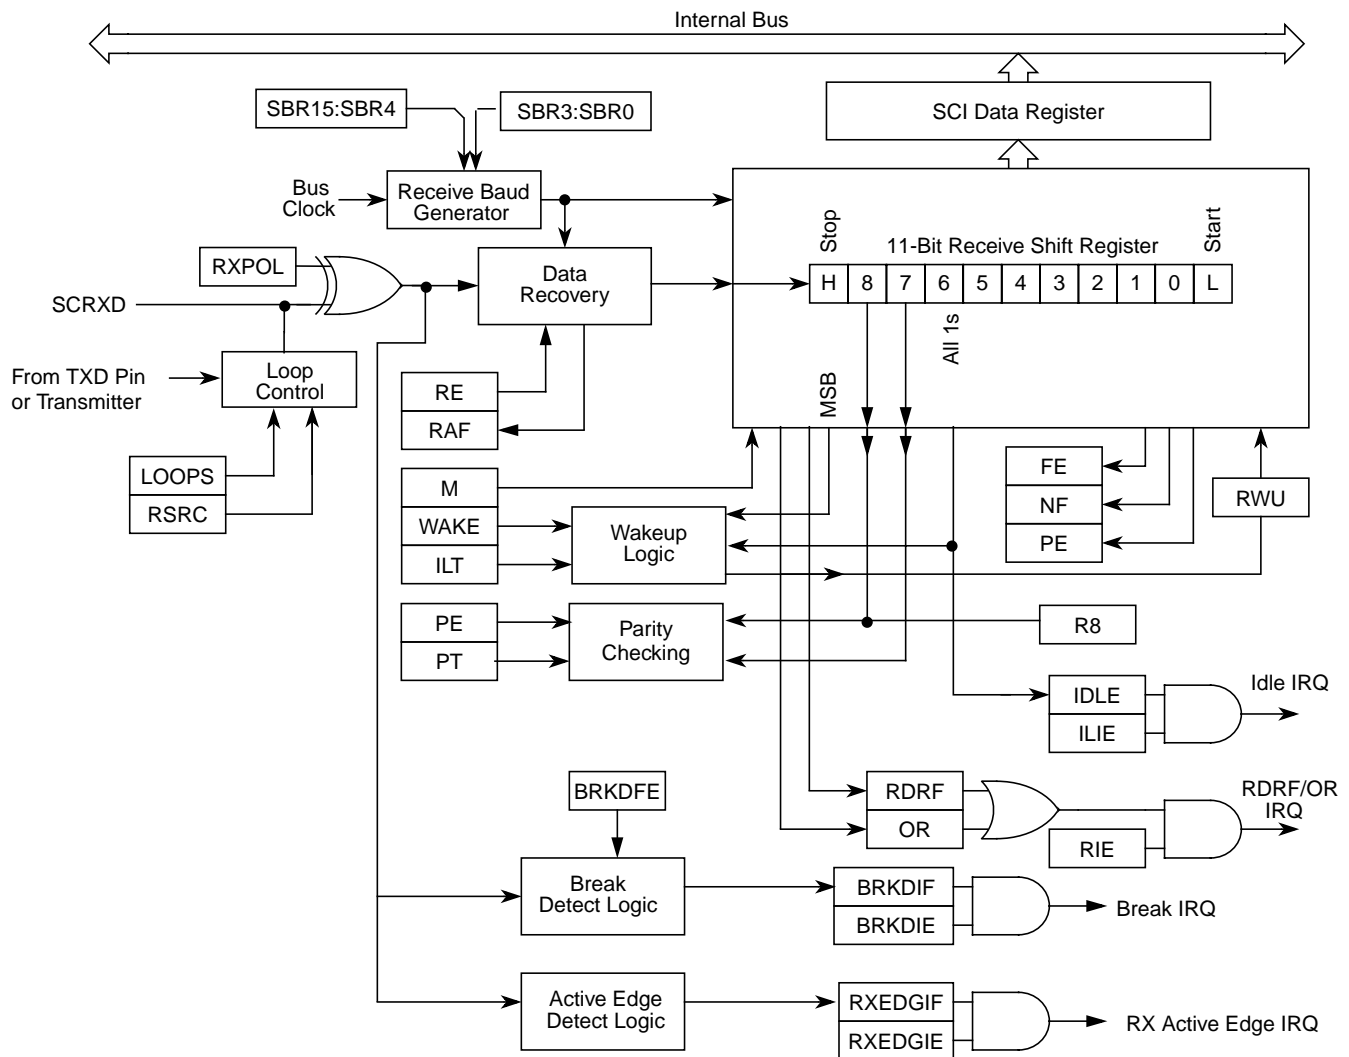 Internal Bus
SBR15:SBR4
SBR3:SBR0
SCI Data Register
Bus
Clock
Receive Baud
Generator
Stop
11-Bit Receive Shift Register
Start
RXPOL
Data
Recovery
H 8 7 6 5 4 3 2 1 0 L
SCRXD
All 1s
From TXD Pin
or Transmitter
Loop
Control
RE
RAF
MSB
LOOPS
RSRC
M
WAKE
ILT
Wakeup
Logic
FE
NF
PE
RWU
PE
PT
Parity
Checking
R8
IDLE
ILIE
Idle IRQ
BRKDFE
RDRF
OR
RIE
RDRF/OR
IRQ
Break
Detect Logic
BRKDIF
BRKDIE
Break IRQ
Active Edge
Detect Logic
RXEDGIF
RXEDGIE
RX Active Edge IRQ